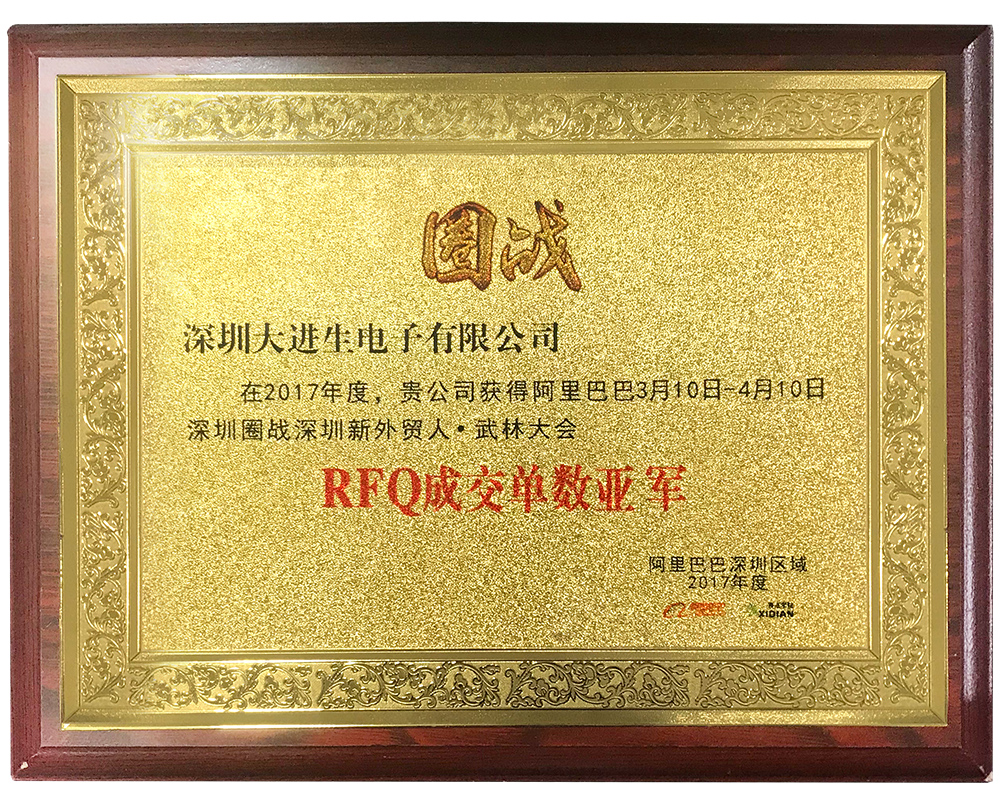 圈战
深圳大进生电子有限公司
在2017年度，贵公司获得阿里巴巴3月10日-4月10日
深圳圈战深圳新外贸人•武林大会
RFQ成交单数亚军
阿里巴巴深圳区域
2017年度
XIDIAN